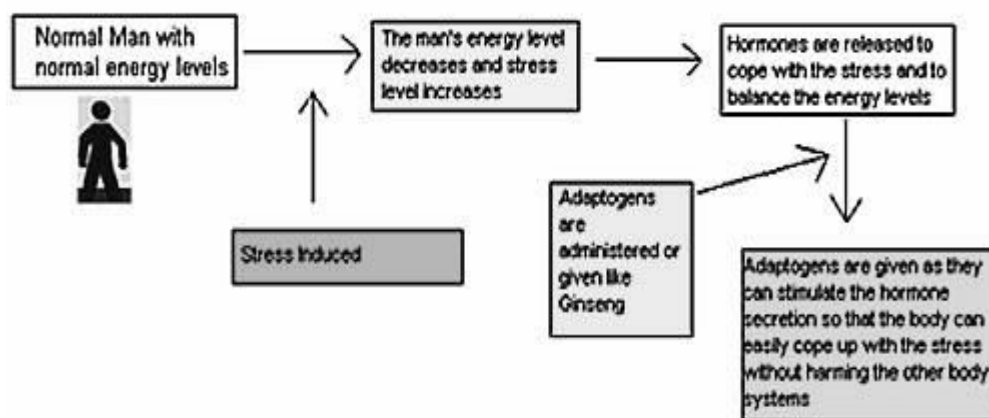 Normal Man with
normal energy levels
The man's energy level
decreases and stress
level increases
Hormones are released to
cope with the stress and to
balance the energy levels
Stress Induced
Adaptogens
are
administered or
given like
Ginseng
Adaptogens are given as they
can stimulate the hormone
secretion so that the body can
easily cope up with the stress
without harming the other body
systems